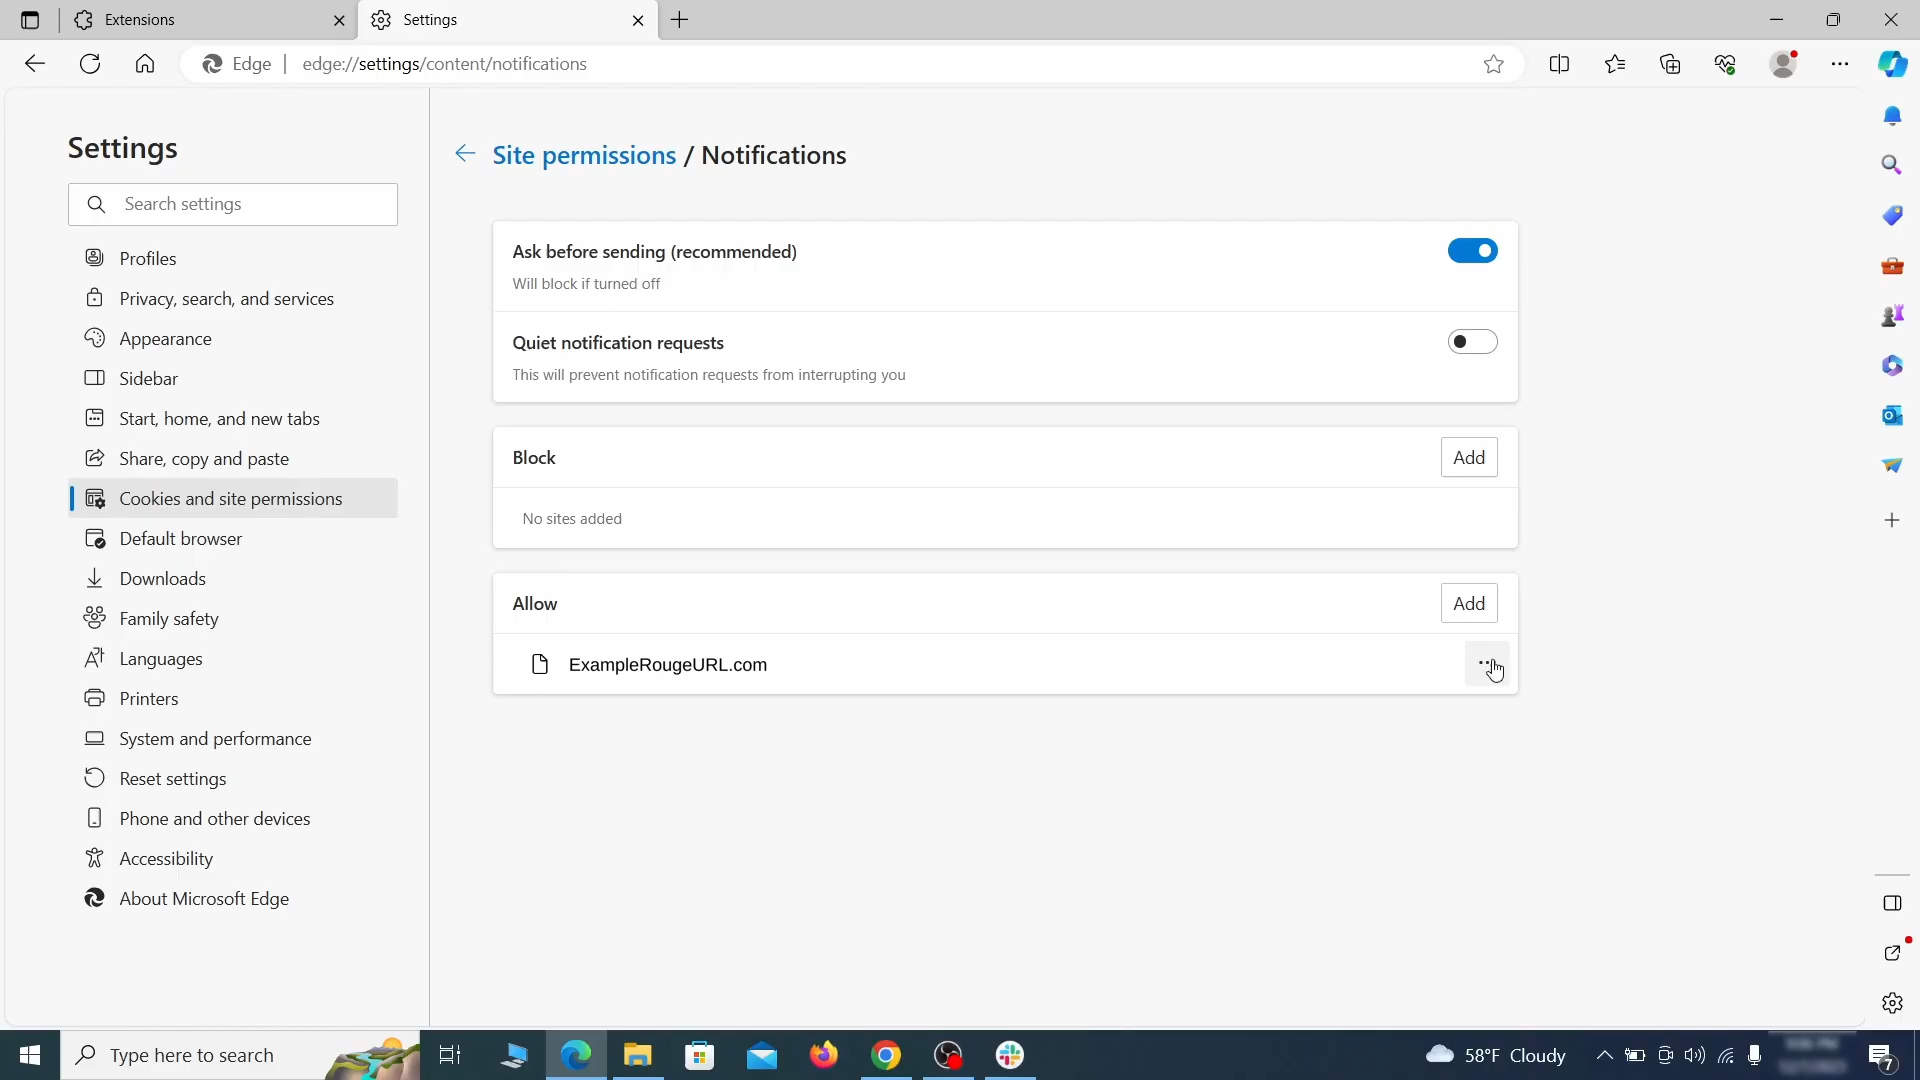 Extensions
Settings
Edge
edge://settings/content/notifications
Settings
Search settings
Profiles
Privacy, search, and services
Appearance
Sidebar
Start, home, and new tabs
Share, copy and paste
Cookies and site permissions
Default browser
Downloads
Family safety
Languages
Printers
System and performance
Reset settings
Phone and other devices
Accessibility
About Microsoft Edge
Site permissions / Notifications
Ask before sending (recommended)
Will block if turned off
Quiet notification requests
This will prevent notification requests from interrupting you
Block
Add
No sites added
Allow
Add
ExampleRougeURL.com
Type here to search
58°F Cloudy
7